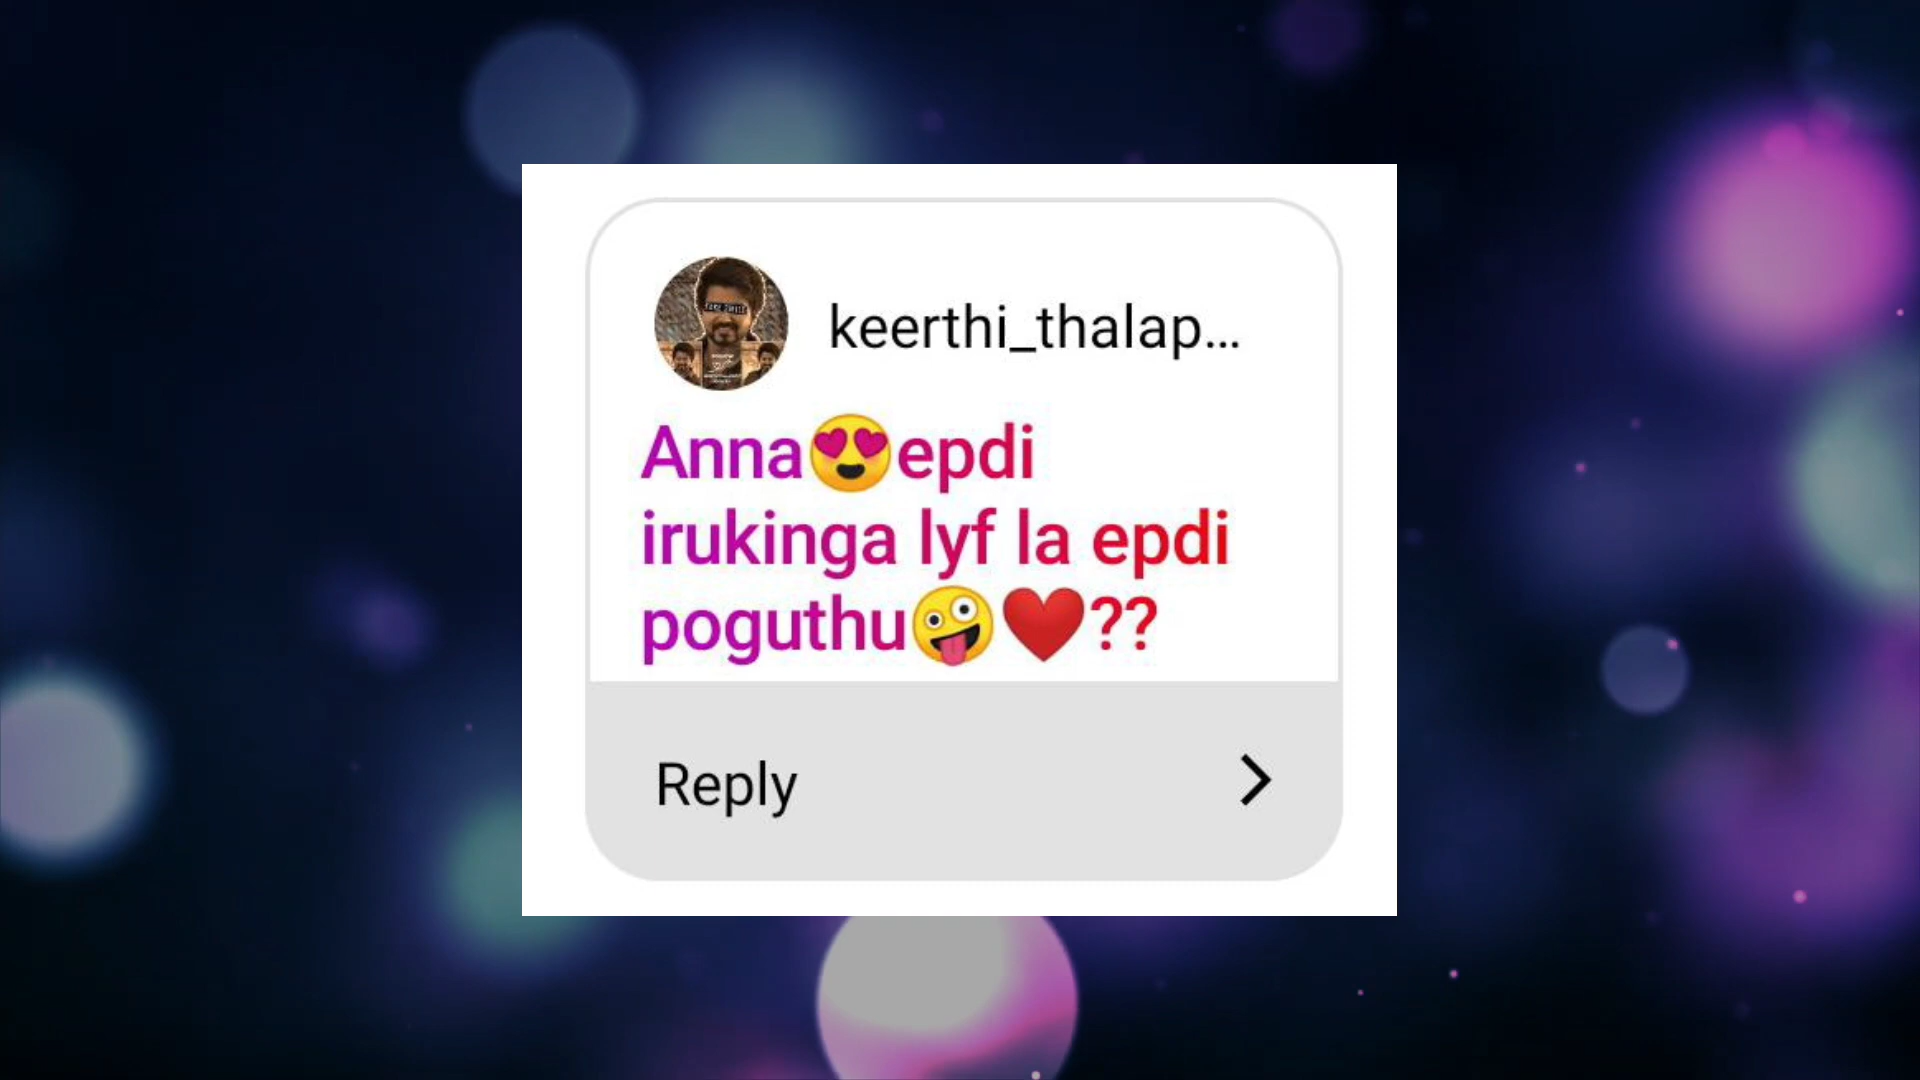 keerthi_thalap...
Anna😍epdi
irukinga lyf la epdi
poguthu🤪❤️??
Reply